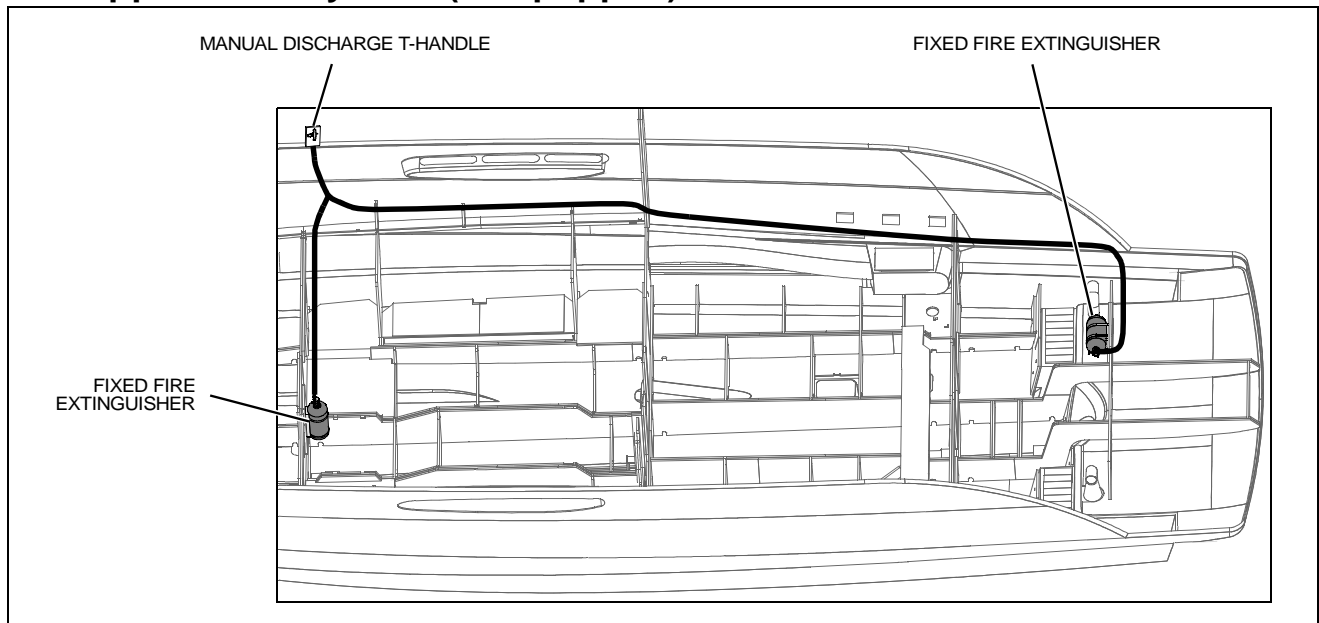 MANUAL DISCHARGE T-HANDLE
FIXED FIRE EXTINGUISHER
FIXED FIRE
EXTINGUISHER